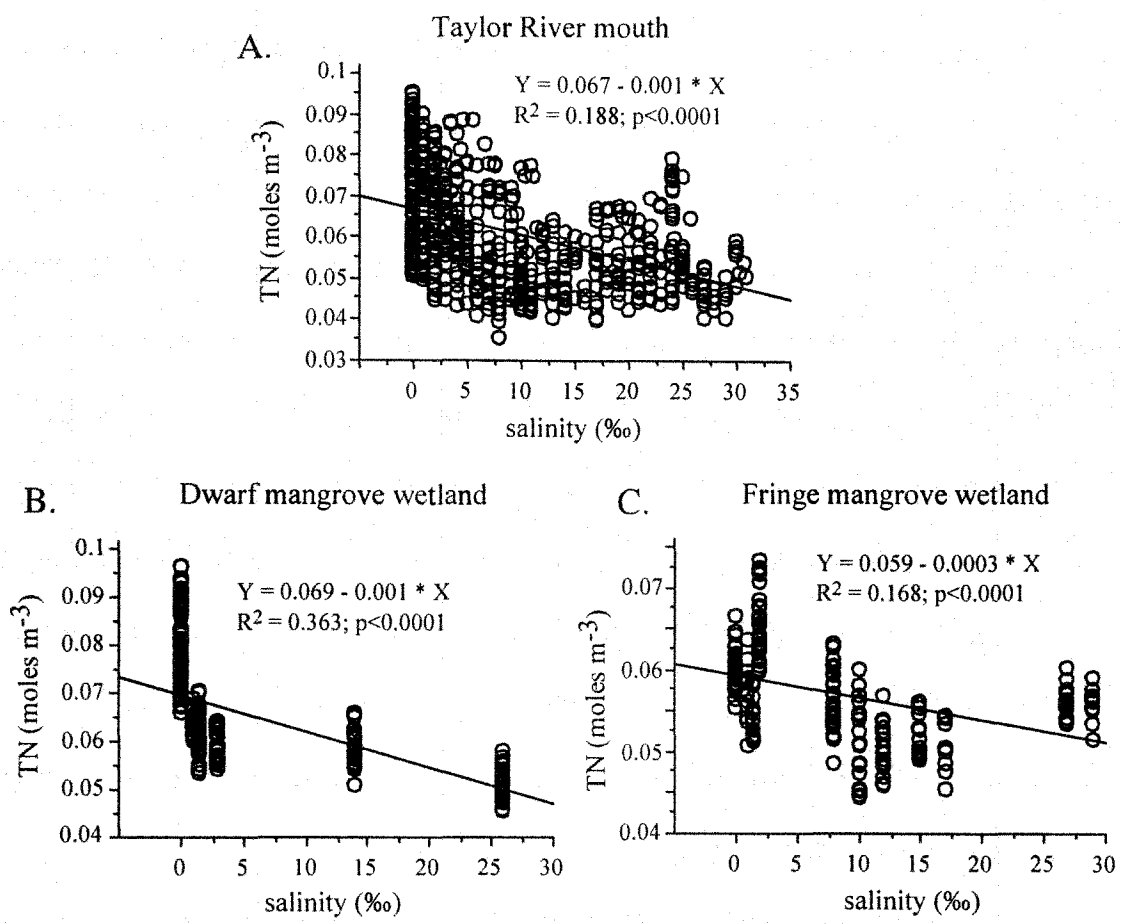 A.
Taylor River mouth
Y = 0.067 - 0.001 * X
R2 = 0.188; p<0.0001
TN (moles m-3)
0.1
0.09
0.08
0.07
0.06
0.05
0.04
0.03
0 5 10 15 20 25 30 35
salinity (‰)
B.
Dwarf mangrove wetland
Y = 0.069 - 0.001 * X
R2 = 0.363; p<0.0001
TN (moles m-3)
0.1
0.09
0.08
0.07
0.06
0.05
0.04
0 5 10 15 20 25 30
salinity (‰)
C.
Fringe mangrove wetland
Y = 0.059 - 0.0003 * X
R2 = 0.168; p<0.0001
TN (moles m-3)
0.07
0.06
0.05
0.04
0 5 10 15 20 25 30
salinity (‰)